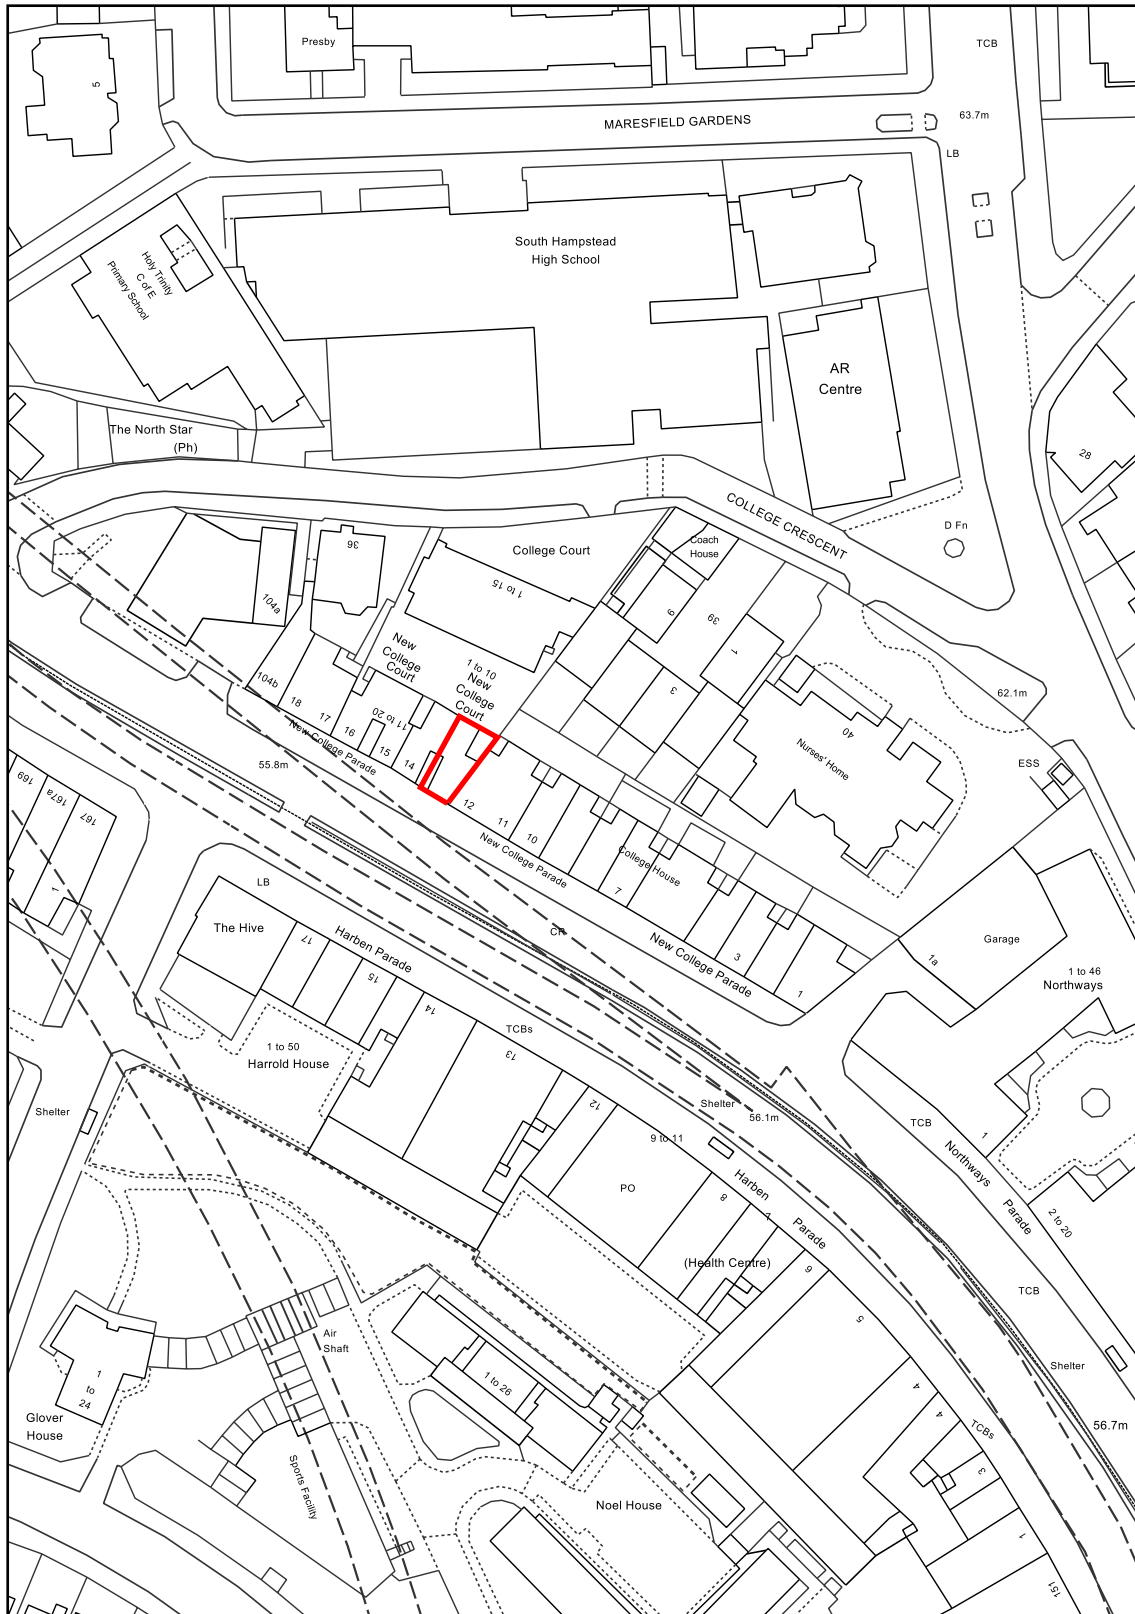 Presby
TCB
5
MARESFIELD GARDENS
63.7m
LB
South Hampstead
High School
Holy Trinity
C of E
Primary School
AR
Centre
The North Star
(Ph)
28
COLLEGE CRESCENT
D Fn
College Court
Coach
House
36
1 to 15
104a
9
39
New
College
Court
1 to 10
New
College
Court
1
3
62.1m
104b
18
17
16
11 to 20
15
14
New College Parade
40
Nurses' Home
ESS
55.8m
169
167a
167
12
11
10
New College Parade
College House
7
1
LB
The Hive
17
Harben Parade
CR
New College Parade
3
1
1a
Garage
1 to 46
Northways
15
14
TCBs
13
1 to 50
Harrold House
Shelter
12
Shelter
56.1m
TCB
1
9 to 11
Northways
Parade
PO
8
7
Harben
Parade
2 to 20
(Health Centre)
6
TCB
5
Air
Shaft
1
to
24
Glover
House
1 to 26
Shelter
4
4
TCBs
56.7m
3
Sports Facility
Noel House
1
151